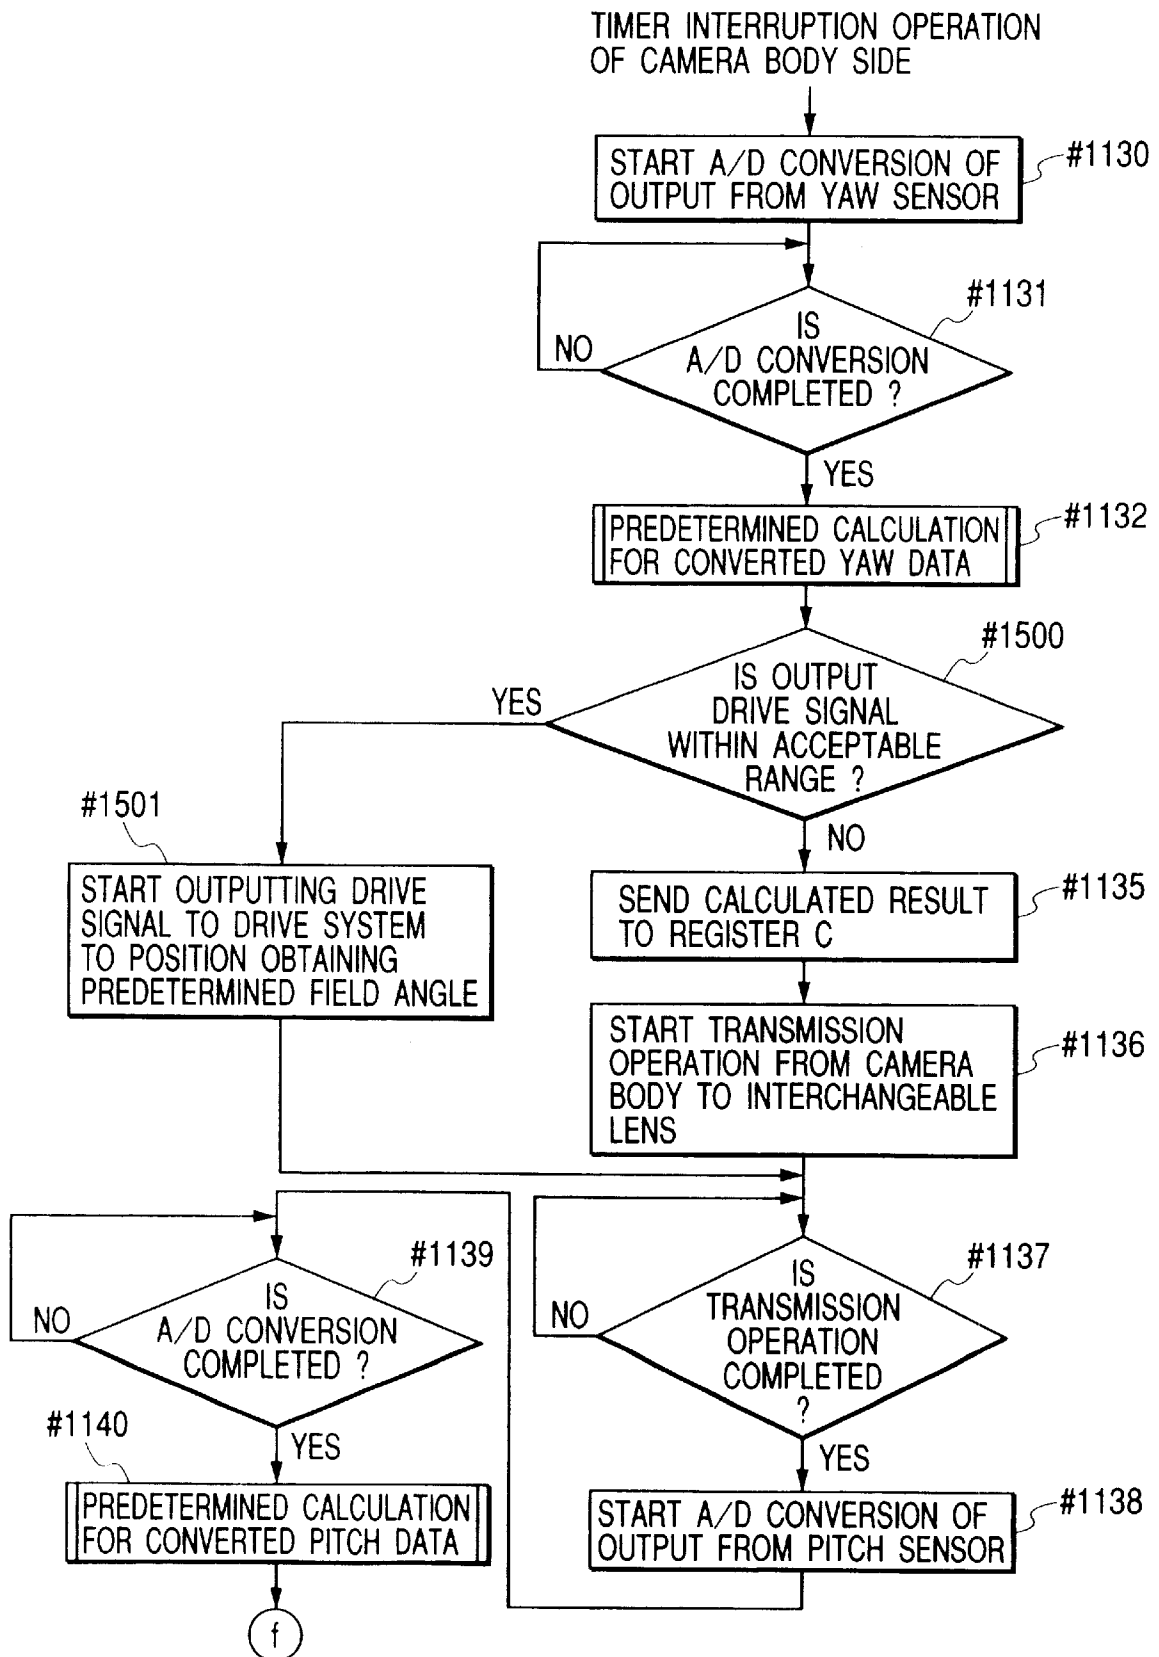 TIMER INTERRUPTION OPERATION
OF CAMERA BODY SIDE
START A/D CONVERSION OF
OUTPUT FROM YAW SENSOR
#1130
#1131
IS
A/D CONVERSION
COMPLETED ?
NO
YES
PREDETERMINED CALCULATION
FOR CONVERTED YAW DATA
#1132
#1500
IS OUTPUT
DRIVE SIGNAL
WITHIN ACCEPTABLE
RANGE ?
YES
NO
#1501
START OUTPUTTING DRIVE
SIGNAL TO DRIVE SYSTEM
TO POSITION OBTAINING
PREDETERMINED FIELD ANGLE
SEND CALCULATED RESULT
TO REGISTER C
#1135
START TRANSMISSION
OPERATION FROM CAMERA
BODY TO INTERCHANGEABLE
LENS
#1136
#1137
IS
TRANSMISSION
OPERATION
COMPLETED
?
NO
YES
START A/D CONVERSION OF
OUTPUT FROM PITCH SENSOR
#1138
#1139
IS
A/D CONVERSION
COMPLETED ?
NO
YES
#1140
PREDETERMINED CALCULATION
FOR CONVERTED PITCH DATA
f